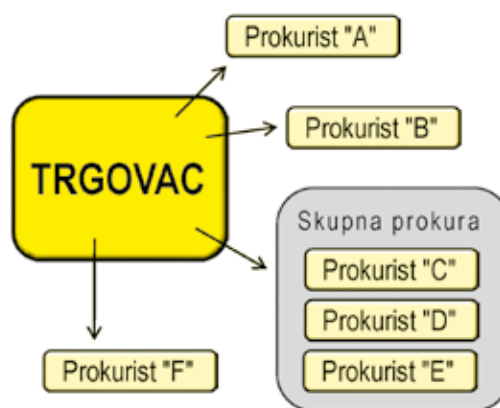 Prokurist "A"
Prokurist "B"
TRGOVAC
Skupna prokura
Prokurist "C"
Prokurist "D"
Prokurist "E"
Prokurist "F"